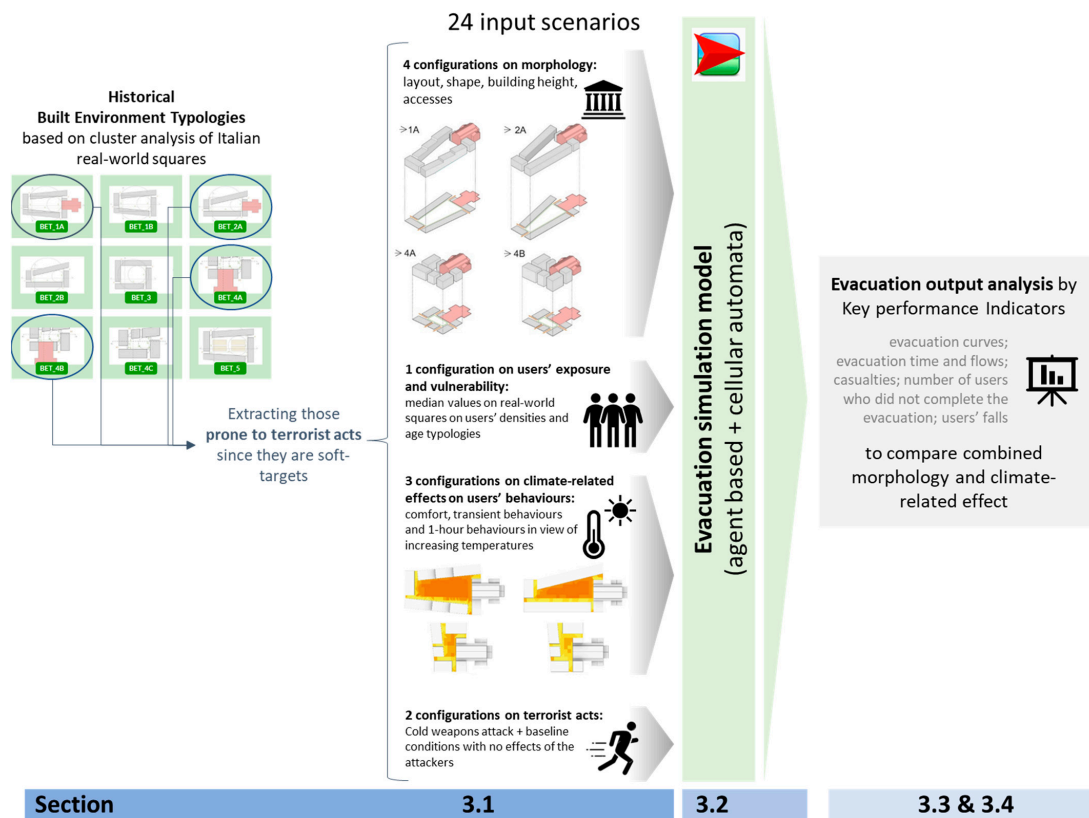 24 input scenarios
Historical
Built Environment Typologies
based on cluster analysis of Italian
real-world squares
BET_1A
BET_1B
BET_2A
BET_2B
BET_3
BET_4A
BET_4B
BET_4C
BET_5
Extracting those
prone to terrorist acts
since they are soft-
targets
4 configurations on morphology:
layout, shape, building height,
accesses
>1A
> 2A
>4A
> 4B
1 configuration on users' exposure
and vulnerability:
median values on real-world
squares on users' densities and
age typologies
3 configurations on climate-related
effects on users' behaviours:
comfort, transient behaviours
and 1-hour behaviours in view of
increasing temperatures
2 configurations on terrorist acts:
Cold weapons attack + baseline
conditions with no effects of the
attackers
Evacuation simulation model
(agent based + cellular automata)
Evacuation output analysis by
Key performance Indicators
evacuation curves;
evacuation time and flows;
casualties; number of users
who did not complete the
evacuation; users' falls
to compare combined
morphology and climate-
related effect
Section
3.1
3.2
3.3 & 3.4